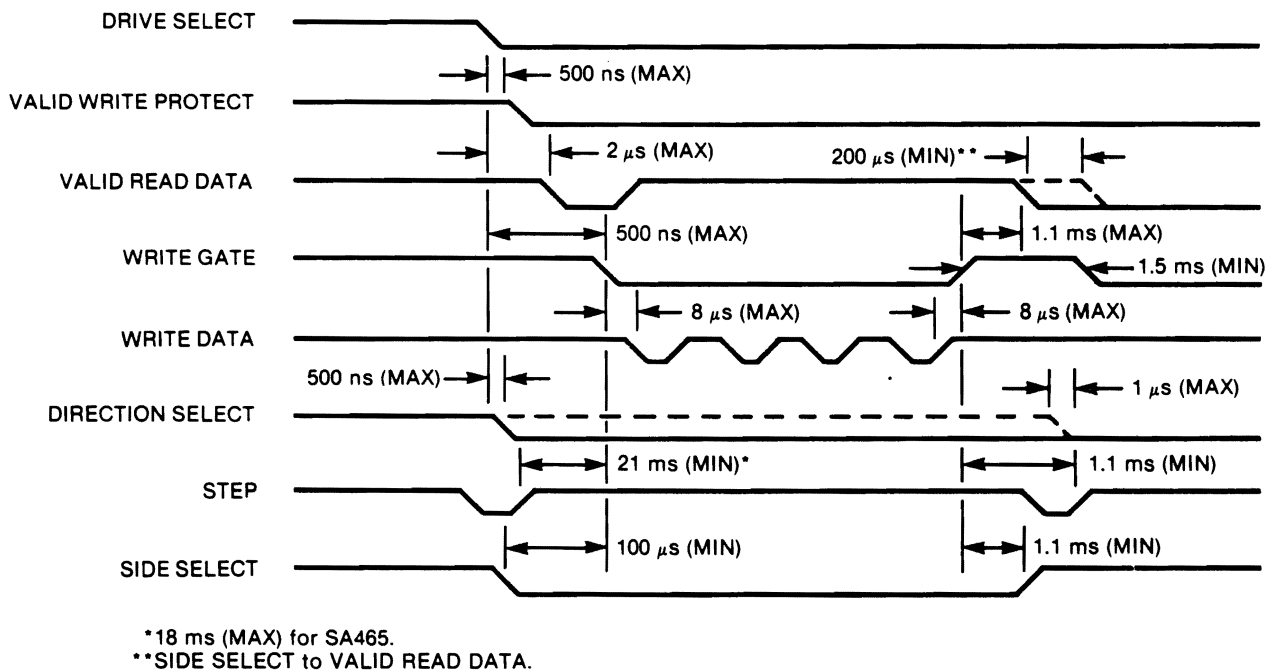 DRIVE SELECT
500 ns (MAX)
VALID WRITE PROTECT
2 μs (MAX)
200 μs (MIN)**
VALID READ DATA
500 ns (MAX)
1.1 ms (MAX)
WRITE GATE
1.5 ms (MIN)
8 μs (MAX)
8 μs (MAX)
WRITE DATA
500 ns (MAX)
1 μs (MAX)
DIRECTION SELECT
21 ms (MIN)*
1.1 ms (MIN)
STEP
100 μs (MIN)
1.1 ms (MIN)
SIDE SELECT
*18 ms (MAX) for SA465.
**SIDE SELECT to VALID READ DATA.